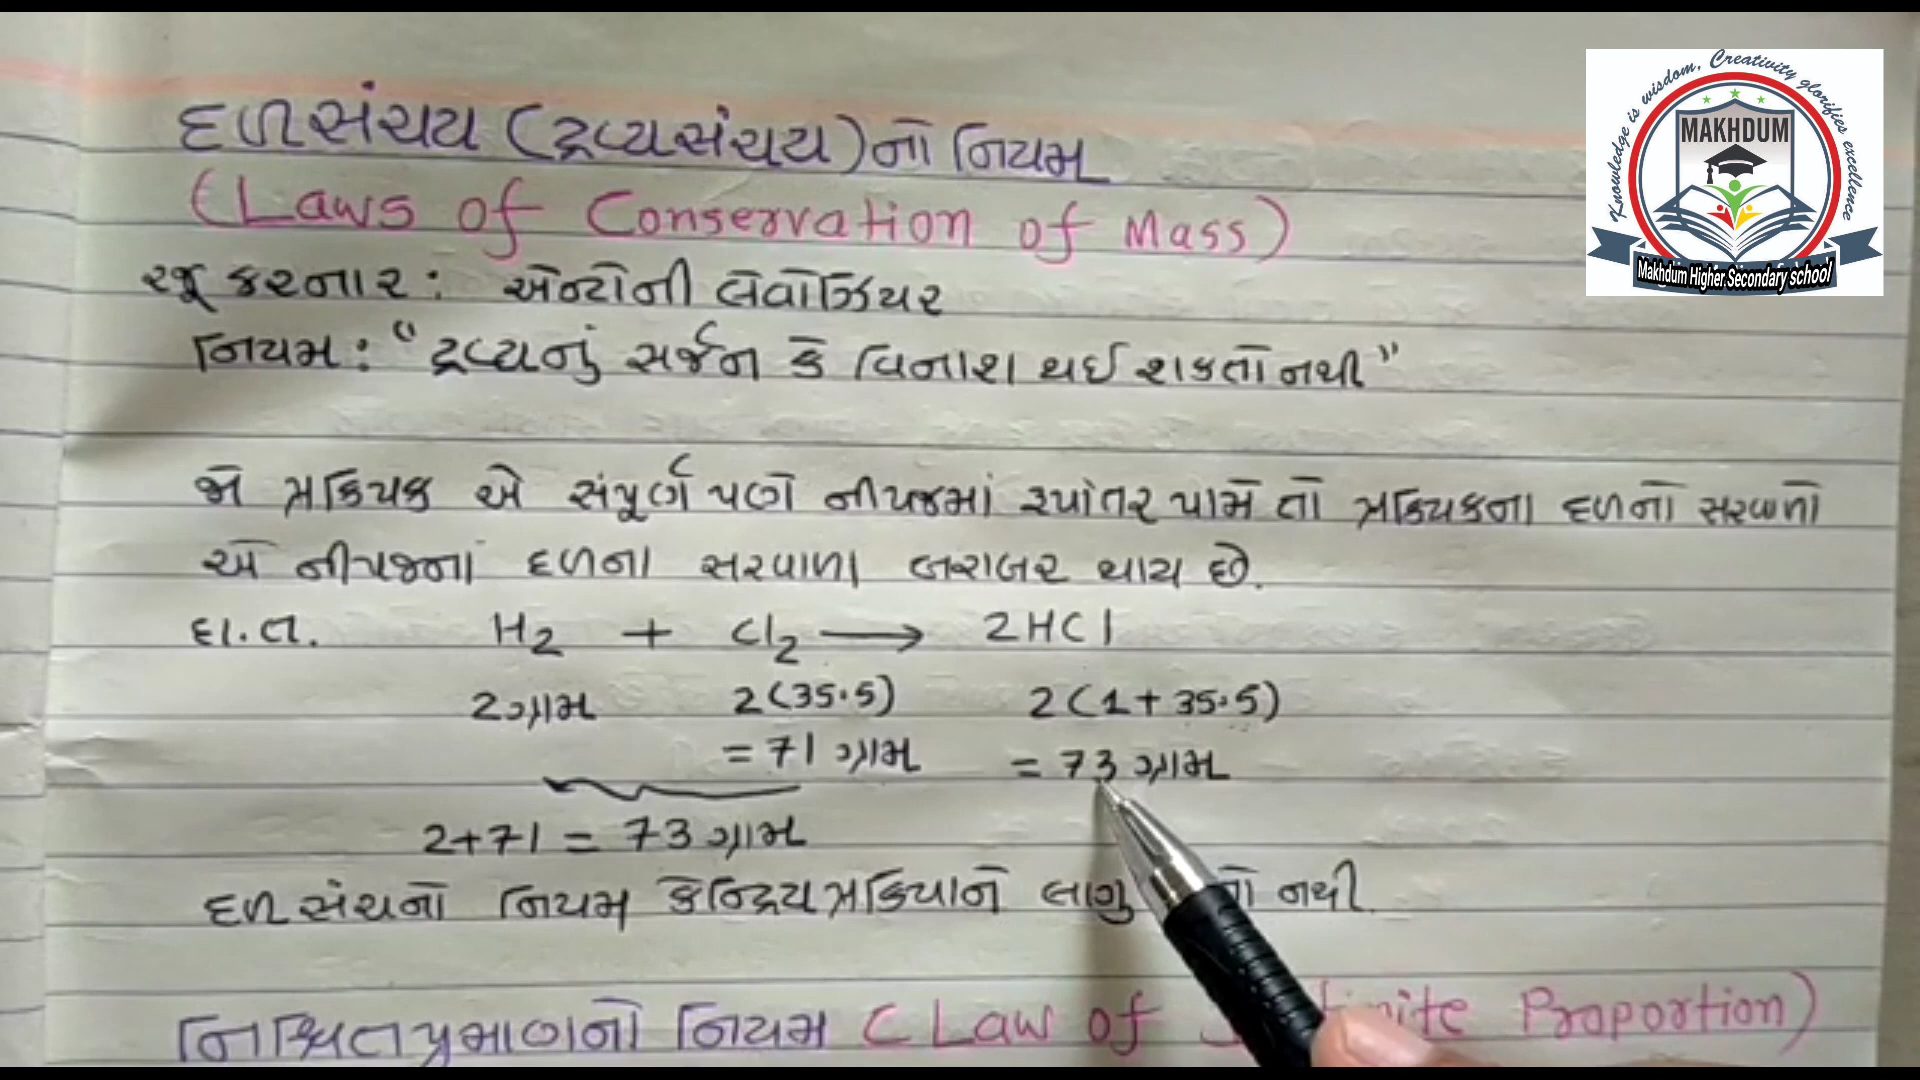 દળસંચય (દ્રવ્યસંચય)નો નિયમ
(Laws of Conservation of Mass)
રજૂ કરનાર : એન્ટોની લેવોઝિયર
નિયમ : "દ્રવ્યનું સર્જન કે વિનાશ થઈ શકતો નથી"
જો પ્રક્રિયક એ સંપૂર્ણ પણે નીપજમાં રૂપાંતર પામે તો પ્રક્રિયકના દળનો સરવાળો
એ નીપજનાં દળના સરવાળા બરાબર થાય છે.
દા.ત. H2 + Cl2 ⟶ 2HCl
2ગ્રામ 2(35.5) 2(1+35.5)
=71 ગ્રામ =73 ગ્રામ
2+71 = 73 ગ્રામ
દળસંચનો નિયમ કેન્દ્રિયપ્રક્રિયાને લાગુ નથી.
નિશ્ચિતપ્રમાણનો નિયમ (Law of Proportion)
Knowledge is wisdom, Creativity glorifies excellence
MAKHDUM
Makhdum Higher Secondary school